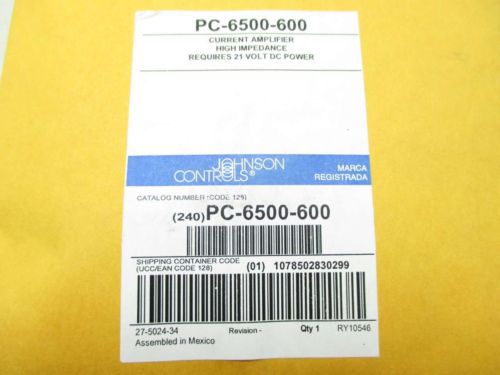 PC-6500-600
CURRENT AMPLIFIER
HIGH IMPEDANCE
REQUIRES 21 VOLT DC POWER
JOHNSON
CONTROLS®
MARCA
REGISTRADA
CATALOG NUMBER (CODE 128)
(240)PC-6500-600
SHIPPING CONTAINER CODE
(UCC/EAN CODE 128)
(01) 1078502830299
27-5024-34
Revision -
Qty 1
RY10546
Assembled in Mexico